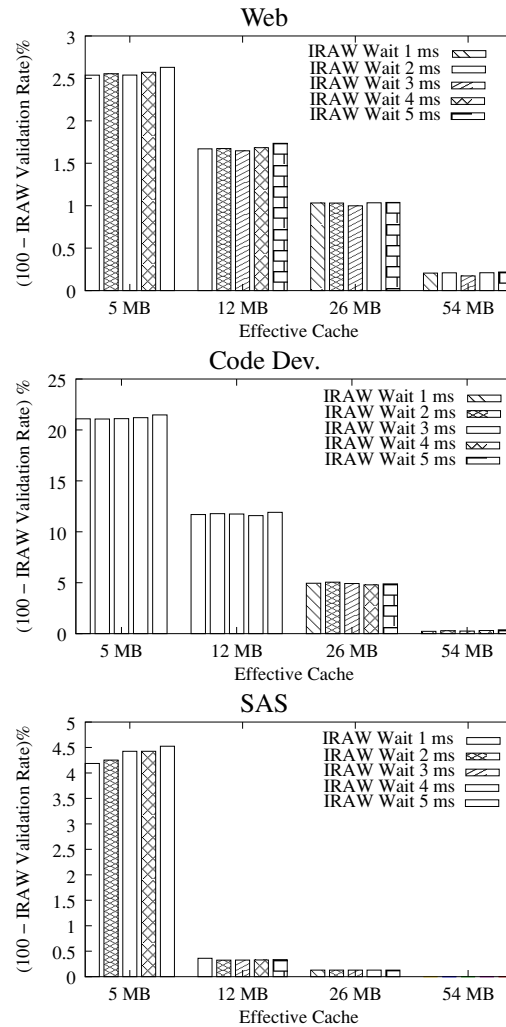 Web
(100 − IRAW Validation Rate)%
3
2.5
2
1.5
1
0.5
0
IRAW Wait 1 ms
IRAW Wait 2 ms
IRAW Wait 3 ms
IRAW Wait 4 ms
IRAW Wait 5 ms
5 MB 12 MB 26 MB 54 MB
Effective Cache
Code Dev.
(100 − IRAW Validation Rate) %
25
20
15
10
5
0
IRAW Wait 1 ms
IRAW Wait 2 ms
IRAW Wait 3 ms
IRAW Wait 4 ms
IRAW Wait 5 ms
5 MB 12 MB 26 MB 54 MB
Effective Cache
SAS
(100 − IRAW Validation Rate)%
5
4.5
4.5
3.5
3
2.5
2
1.5
1
0.5
0
IRAW Wait 1 ms
IRAW Wait 2 ms
IRAW Wait 3 ms
IRAW Wait 4 ms
IRAW Wait 5 ms
5 MB 12 MB 26 MB 54 MB
Effective Cache